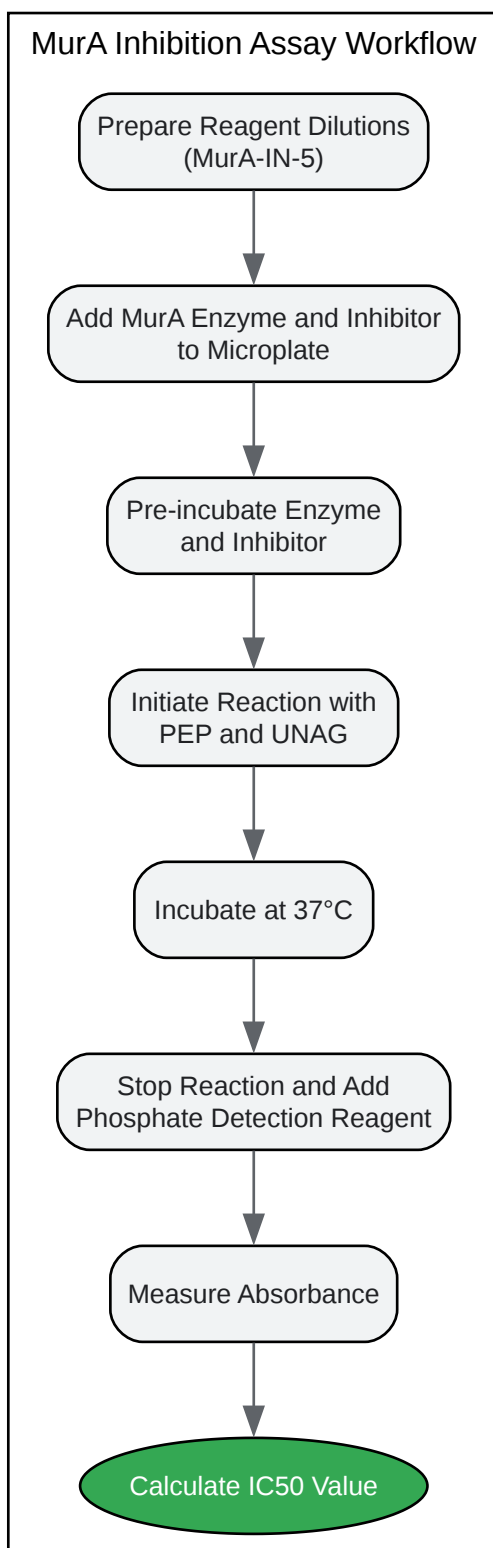 MurA Inhibition Assay Workflow
Prepare Reagent Dilutions
(MurA-IN-5)
Add MurA Enzyme and Inhibitor
to Microplate
Pre-incubate Enzyme
and Inhibitor
Initiate Reaction with
PEP and UNAG
Incubate at 37°C
Stop Reaction and Add
Phosphate Detection Reagent
Measure Absorbance
Calculate IC50 Value